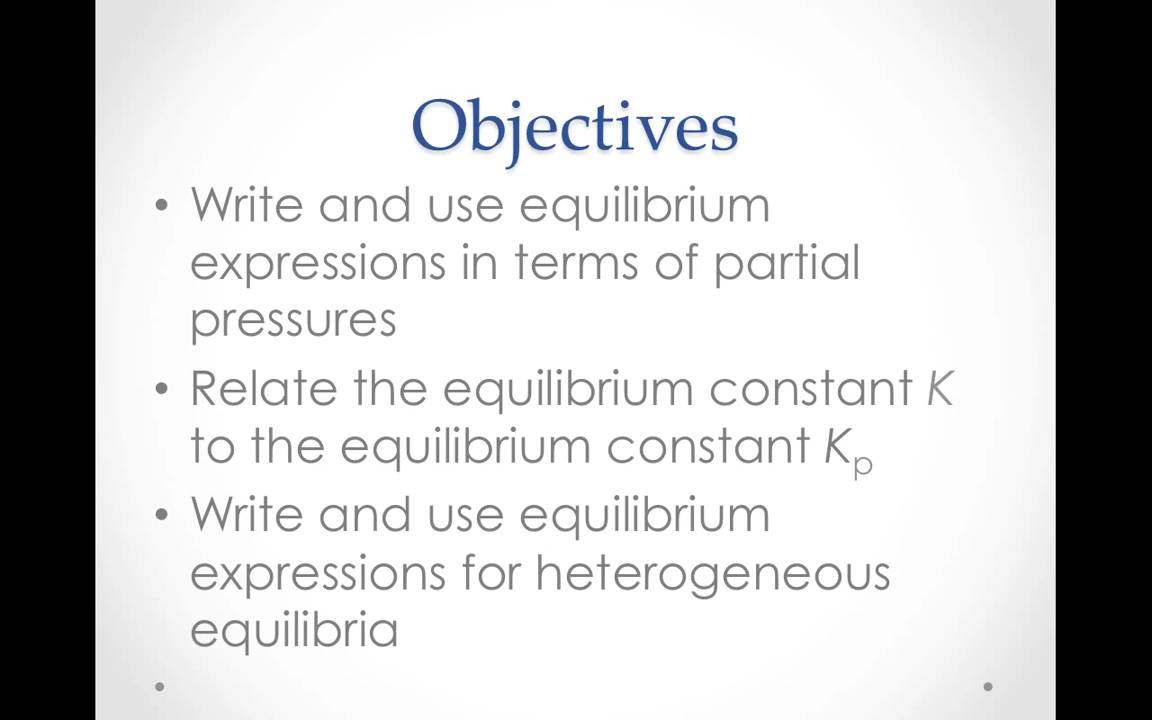 Objectives
• Write and use equilibrium
expressions in terms of partial
pressures
• Relate the equilibrium constant K
to the equilibrium constant Kp
• Write and use equilibrium
expressions for heterogeneous
equilibria